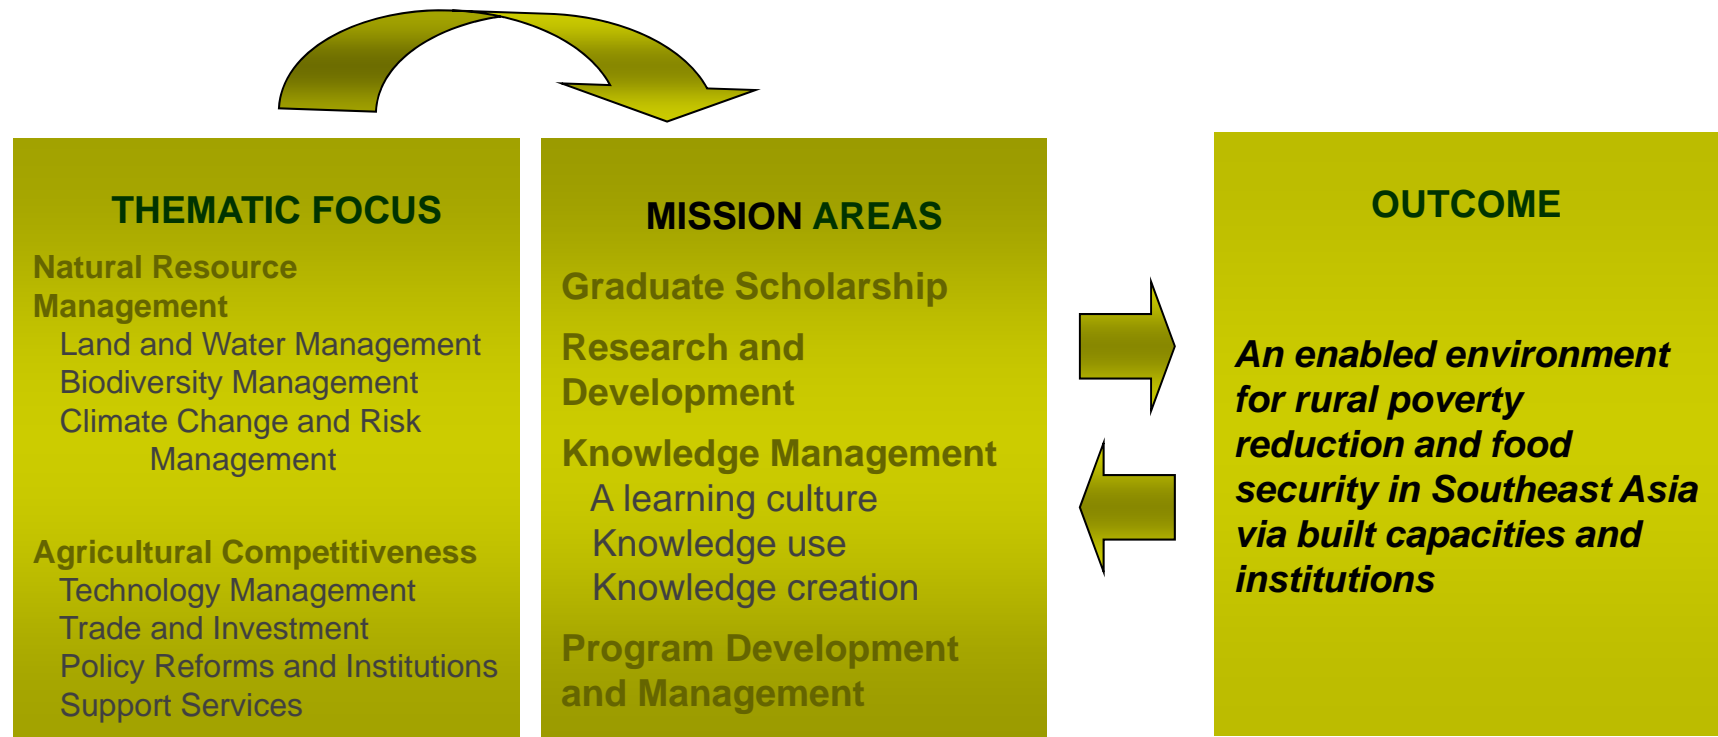 THEMATIC FOCUS
Natural Resource
Management
Land and Water Management
Biodiversity Management
Climate Change and Risk
Management
Agricultural Competitiveness
Technology Management
Trade and Investment
Policy Reforms and Institutions
Support Services
MISSION AREAS
Graduate Scholarship
Research and
Development
Knowledge Management
A learning culture
Knowledge use
Knowledge creation
Program Development
and Management
OUTCOME
An enabled environment
for rural poverty
reduction and food
security in Southeast Asia
via built capacities and
institutions